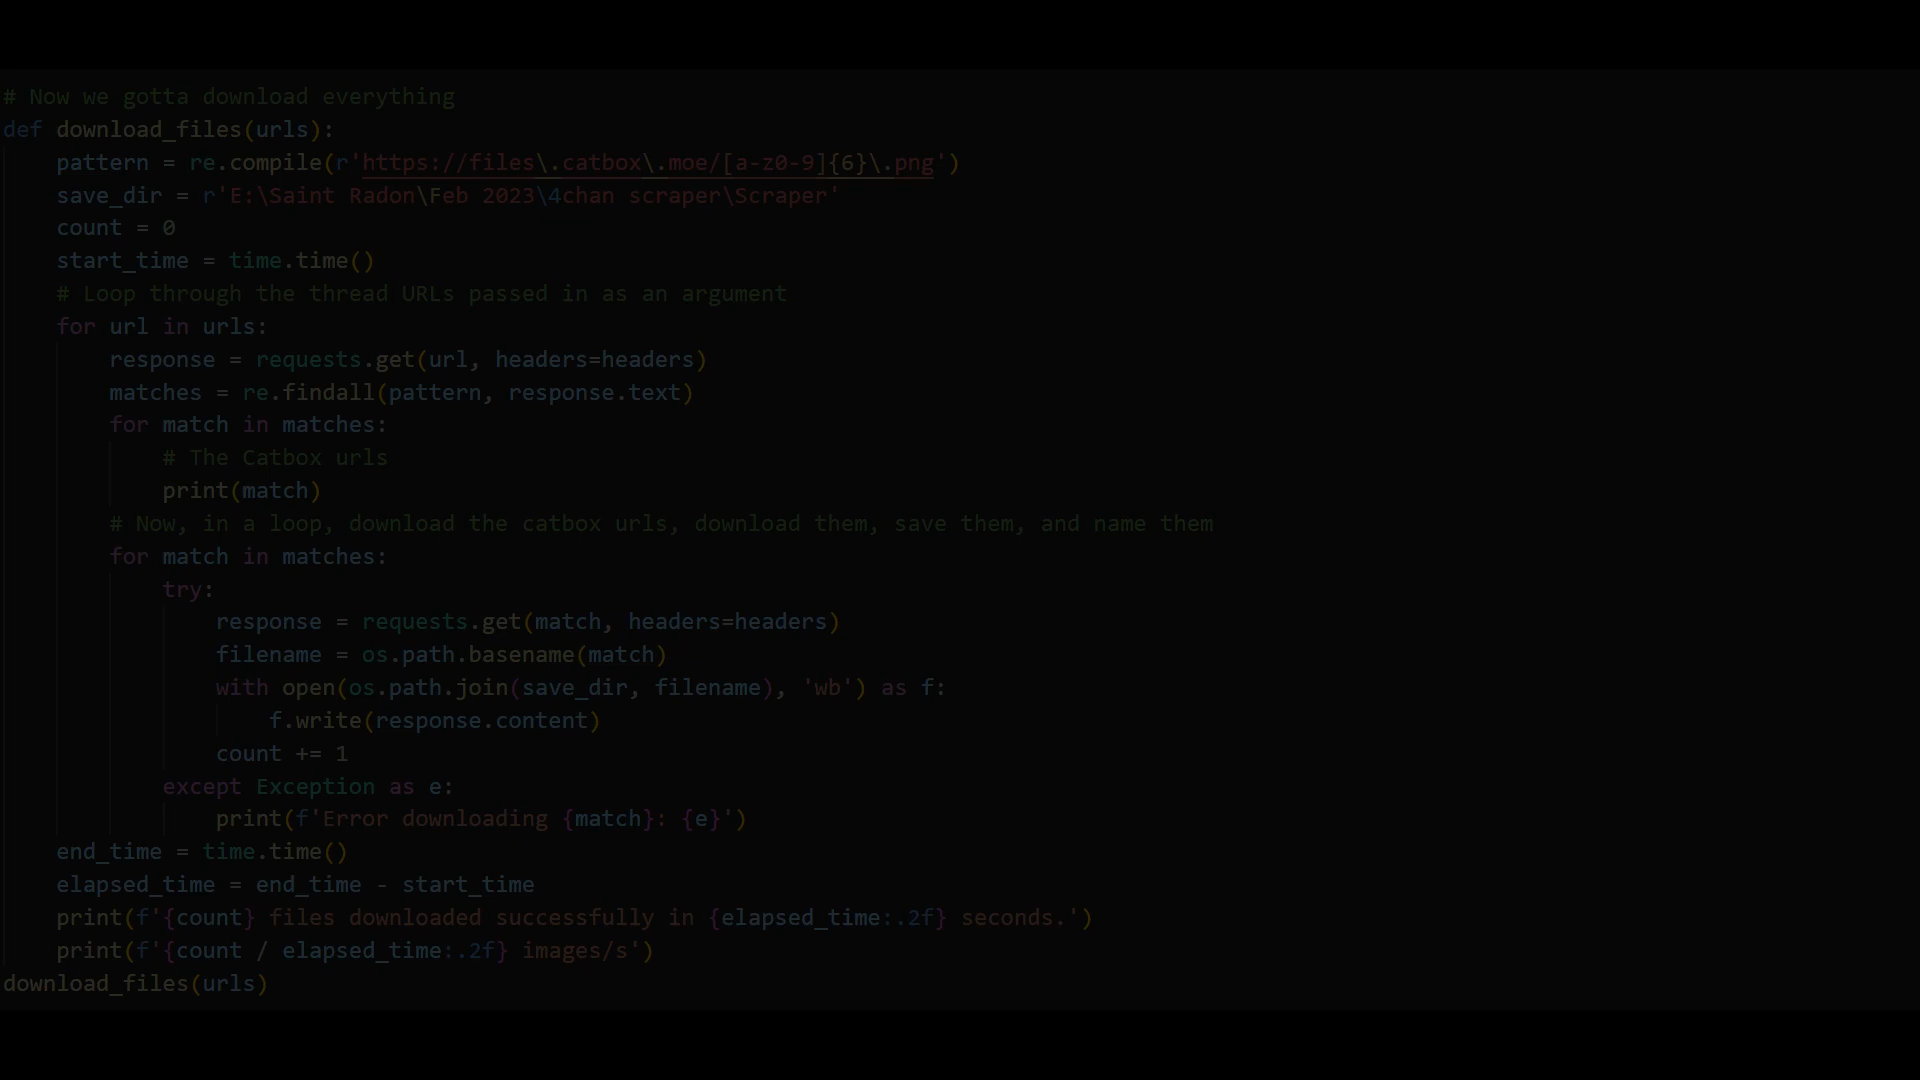 # Now we gotta download everything
def download_files(urls):
    pattern = re.compile(r'https://files\.catbox\.moe/[a-z0-9]{6}\.png')
    save_dir = r'E:\Saint Radon\Feb 2023\4chan scraper\Scraper'
    count = 0
    start_time = time.time()
    # Loop through the thread URLs passed in as an argument
    for url in urls:
        response = requests.get(url, headers=headers)
        matches = re.findall(pattern, response.text)
        for match in matches:
            # The Catbox urls
            print(match)
        # Now, in a loop, download the catbox urls, download them, save them, and name them
        for match in matches:
            try:
                response = requests.get(match, headers=headers)
                filename = os.path.basename(match)
                with open(os.path.join(save_dir, filename), 'wb') as f:
                    f.write(response.content)
                count += 1
            except Exception as e:
                print(f'Error downloading {match}: {e}')
    end_time = time.time()
    elapsed_time = end_time - start_time
    print(f'{count} files downloaded successfully in {elapsed_time:.2f} seconds.')
    print(f'{count / elapsed_time:.2f} images/s')
download_files(urls)